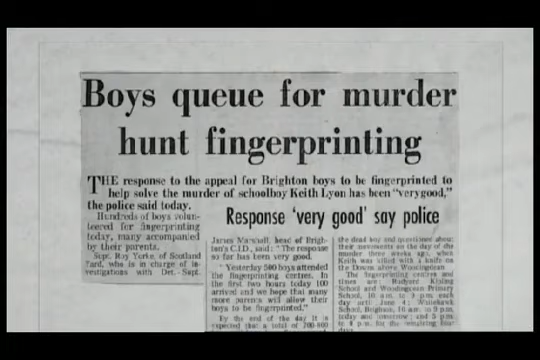 Boys queue for murder
hunt fingerprinting
THE response to the appeal for Brighton boys to be fingerprinted to
help solve the murder of schoolboy Keith Lyon has been "very good,"
the police said today.
Hundreds of boys volun-
teered for fingerprinting
today, many accompanied
by their parents.
Supt. Roy Yorke, of Scotland
Yard, who is in charge of in-
vestigations with Det.-Supt.
Response 'very good' say police
James Marshall, head of Brigh-
ton's C.I.D., said: "The response
so far has been very good.
"Yesterday 500 boys attended
the fingerprinting centres. In
the first two hours today 100
arrived and we hope that many
more parents will allow their
boys to be fingerprinted."
By the end of the day it is
expected that a total of 700-800
the dead boy and questioned about
their movements on the day of the
murder three weeks ago, when
Keith was killed with a knife on
the Downs above Woodingdean
The fingerprinting centres and
times are: Rudyard Kipling
School and Woodingdean Primary
School, 10 a.m. to 9 p.m. each
day until June 4; Whitehawk
School, Brighton, 10 a.m. to 9 p.m.
today and tomorrow; and 5 p.m.
to 9 p.m. for the remaining four